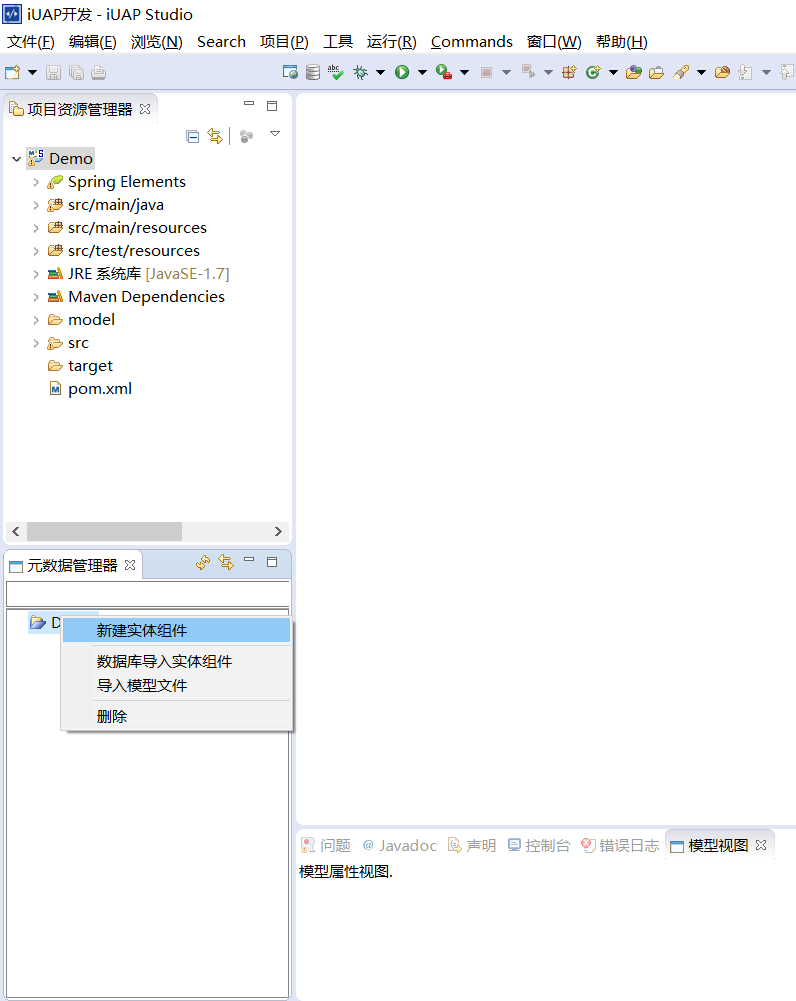 iUAP开发 - iUAP Studio
文件(F) 编辑(E) 浏览(N) Search 项目(P) 工具 运行(R) Commands 窗口(W) 帮助(H)
项目资源管理器
Demo
Spring Elements
src/main/java
src/main/resources
src/test/resources
JRE 系统库 [JavaSE-1.7]
Maven Dependencies
model
src
target
pom.xml
元数据管理器
D
新建实体组件
数据库导入实体组件
导入模型文件
删除
问题 @ Javadoc 声明 控制台 错误日志 模型视图
模型属性视图.